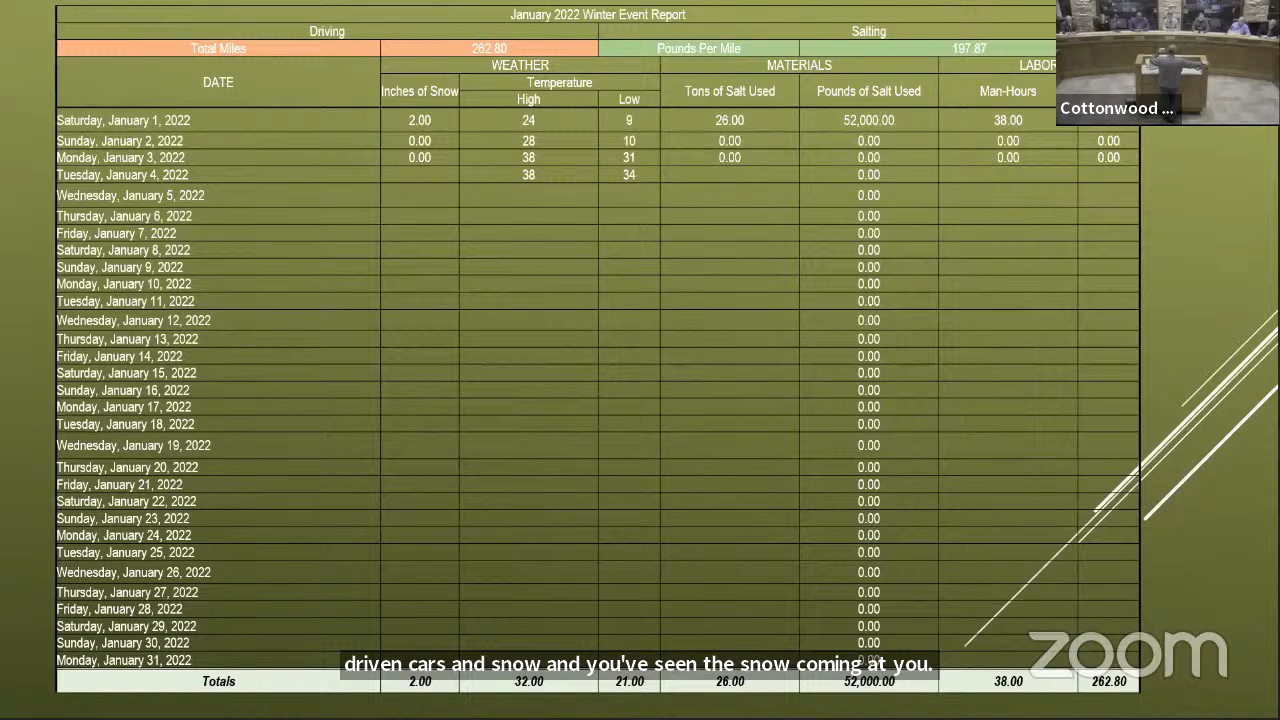 January 2022 Winter Event Report
Driving Salting
Total Miles 262.80 Pounds Per Mile 197.87
DATE WEATHER MATERIALS LABOR
Inches of Snow Temperature Tons of Salt Used Pounds of Salt Used Man-Hours
High Low
Saturday, January 1, 2022 2.00 24 9 26.00 52,000.00 38.00
Sunday, January 2, 2022 0.00 28 10 0.00 0.00 0.00 0.00
Monday, January 3, 2022 0.00 38 31 0.00 0.00 0.00 0.00
Tuesday, January 4, 2022 38 34 0.00
Wednesday, January 5, 2022 0.00
Thursday, January 6, 2022 0.00
Friday, January 7, 2022 0.00
Saturday, January 8, 2022 0.00
Sunday, January 9, 2022 0.00
Monday, January 10, 2022 0.00
Tuesday, January 11, 2022 0.00
Wednesday, January 12, 2022 0.00
Thursday, January 13, 2022 0.00
Friday, January 14, 2022 0.00
Saturday, January 15, 2022 0.00
Sunday, January 16, 2022 0.00
Monday, January 17, 2022 0.00
Tuesday, January 18, 2022 0.00
Wednesday, January 19, 2022 0.00
Thursday, January 20, 2022 0.00
Friday, January 21, 2022 0.00
Saturday, January 22, 2022 0.00
Sunday, January 23, 2022 0.00
Monday, January 24, 2022 0.00
Tuesday, January 25, 2022 0.00
Wednesday, January 26, 2022 0.00
Thursday, January 27, 2022 0.00
Friday, January 28, 2022 0.00
Saturday, January 29, 2022 0.00
Sunday, January 30, 2022 0.00
Monday, January 31, 2022
Totals 2.00 32.00 21.00 26.00 52,000.00 38.00 262.80
Cottonwood ...
driven cars and snow and you've seen the snow coming at you.
zoom